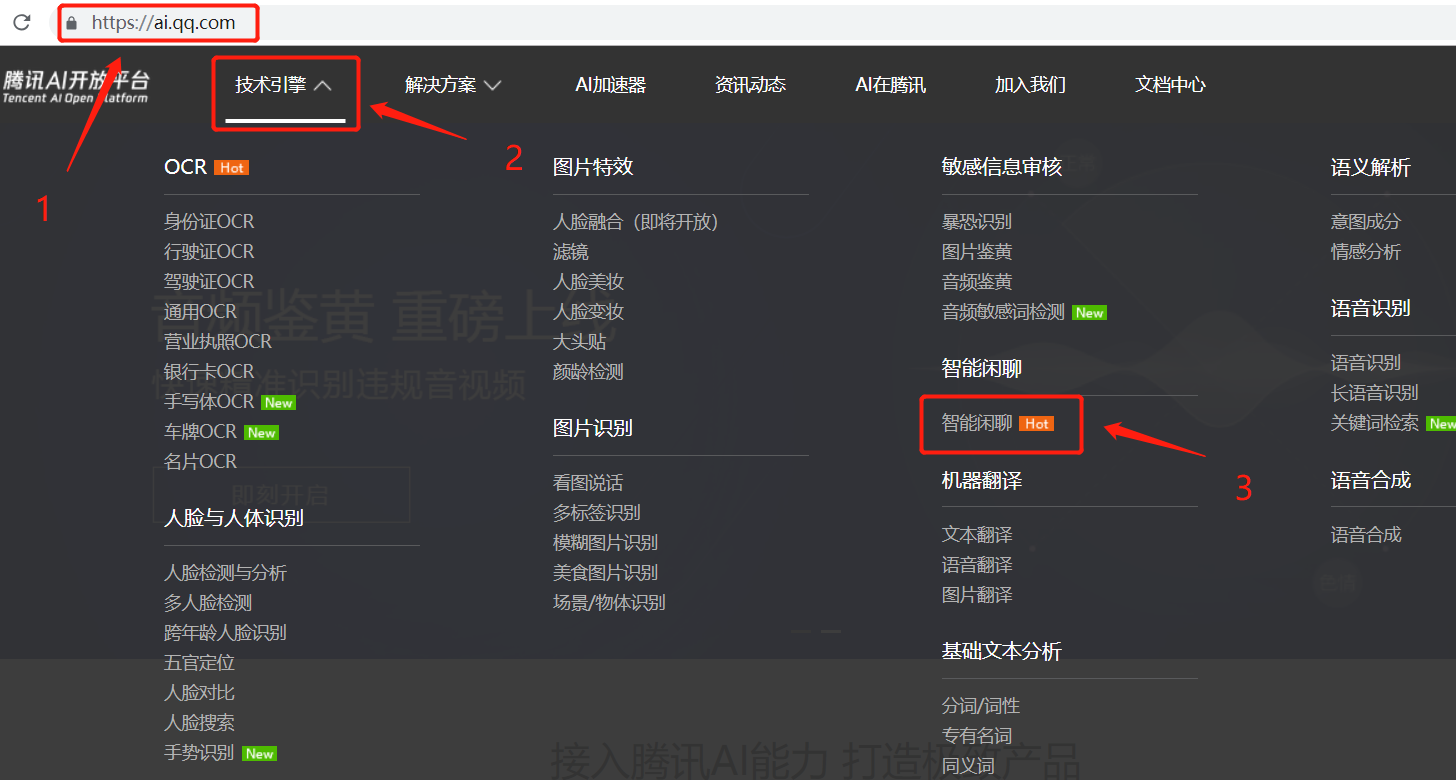 https://ai.qq.com
腾讯AI开放平台
Tencent AI Open Platform
技术引擎
解决方案
AI加速器
资讯动态
AI在腾讯
加入我们
文档中心
1
2
OCR Hot
身份证OCR
行驶证OCR
驾驶证OCR
通用OCR
营业执照OCR
银行卡OCR
手写体OCR New
车牌OCR New
名片OCR
人脸与人体识别
人脸检测与分析
多人脸检测
跨年龄人脸识别
五官定位
人脸对比
人脸搜索
手势识别 New
图片特效
人脸融合（即将开放）
滤镜
人脸美妆
人脸变妆
大头贴
颜龄检测
图片识别
看图说话
多标签识别
模糊图片识别
美食图片识别
场景/物体识别
敏感信息审核
暴恐识别
图片鉴黄
音频鉴黄
音频敏感词检测 New
智能闲聊
智能闲聊 Hot
3
机器翻译
文本翻译
语音翻译
图片翻译
基础文本分析
分词/词性
专有名词
同义词
语义解析
意图成分
情感分析
语音识别
语音识别
长语音识别
关键词检索 New
语音合成
语音合成
音频鉴黄 重磅上线
快速精准识别违规音视频
即刻开启
接入腾讯AI能力 打造极致产品